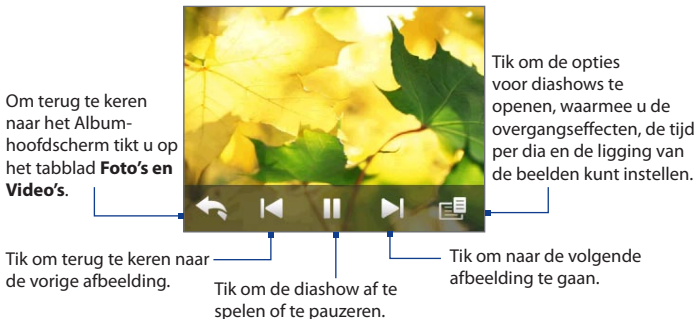 Om terug te keren
naar het Album-
hoofdscherm tikt u op
het tabblad Foto's en
Video's.
Tik om de opties
voor diashows te
openen, waarmee u de
overgangseffecten, de tijd
per dia en de ligging van
de beelden kunt instellen.
Tik om terug te keren naar
de vorige afbeelding.
Tik om de diashow af te
spelen of te pauzeren.
Tik om naar de volgende
afbeelding te gaan.